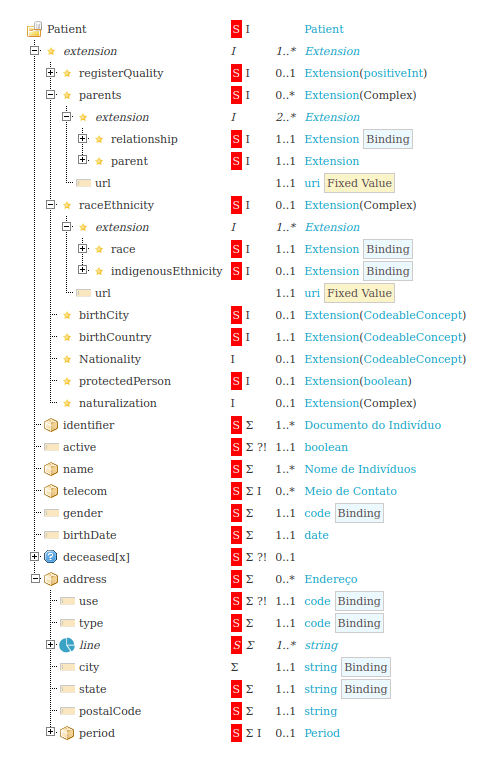 Patient S I Patient
extension I 1..* Extension
registerQuality S I 0..1 Extension(positiveInt)
parents S I 0..* Extension(Complex)
extension I 2..* Extension
relationship S I 1..1 Extension Binding
parent S I 1..1 Extension
url 1..1 uri Fixed Value
raceEthnicity S I 0..1 Extension(Complex)
extension I 1..* Extension
race S I 1..1 Extension Binding
indigenousEthnicity S I 0..1 Extension Binding
url 1..1 uri Fixed Value
birthCity S I 0..1 Extension(CodeableConcept)
birthCountry S I 1..1 Extension(CodeableConcept)
Nationality I 0..1 Extension(CodeableConcept)
protectedPerson S I 0..1 Extension(boolean)
naturalization I 0..1 Extension(Complex)
identifier S Σ 1..* Documento do Indivíduo
active S Σ ?! 1..1 boolean
name S Σ 1..* Nome de Indivíduos
telecom S Σ I 0..* Meio de Contato
gender S Σ 1..1 code Binding
birthDate S Σ 1..1 date
deceased[x] S Σ ?! 0..1
address S Σ 0..* Endereço
use S Σ ?! 1..1 code Binding
type S Σ 1..1 code Binding
line S Σ 1..* string
city Σ 1..1 string Binding
state S Σ 1..1 string Binding
postalCode S Σ 1..1 string
period S Σ I 0..1 Period